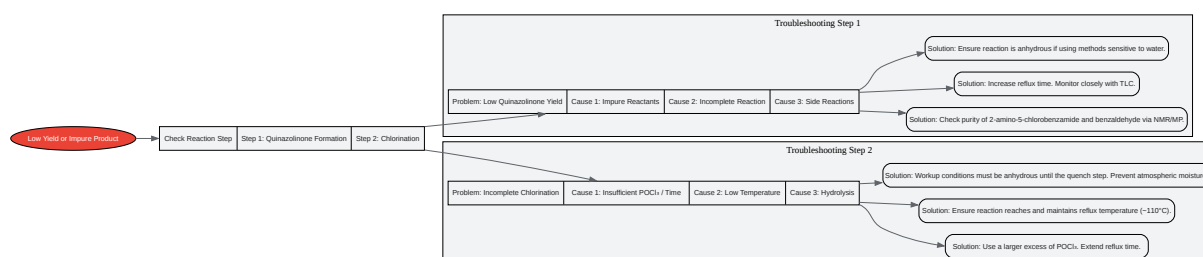 Troubleshooting Step 1
Solution: Ensure reaction is anhydrous if using methods sensitive to water.
Solution: Increase reflux time. Monitor closely with TLC.
Problem: Low Quinazolinone Yield
Cause 1: Impure Reactants
Cause 2: Incomplete Reaction
Cause 3: Side Reactions
Solution: Check purity of 2-amino-5-chlorobenzamide and benzaldehyde via NMR/MP.
Low Yield or Impure Product
Check Reaction Step
Step 1: Quinazolinone Formation
Step 2: Chlorination
Troubleshooting Step 2
Solution: Workup conditions must be anhydrous until the quench step. Prevent atmospheric moistur
Problem: Incomplete Chlorination
Cause 1: Insufficient POCl₃ / Time
Cause 2: Low Temperature
Cause 3: Hydrolysis
Solution: Ensure reaction reaches and maintains reflux temperature (~110°C).
Solution: Use a larger excess of POCl₃. Extend reflux time.